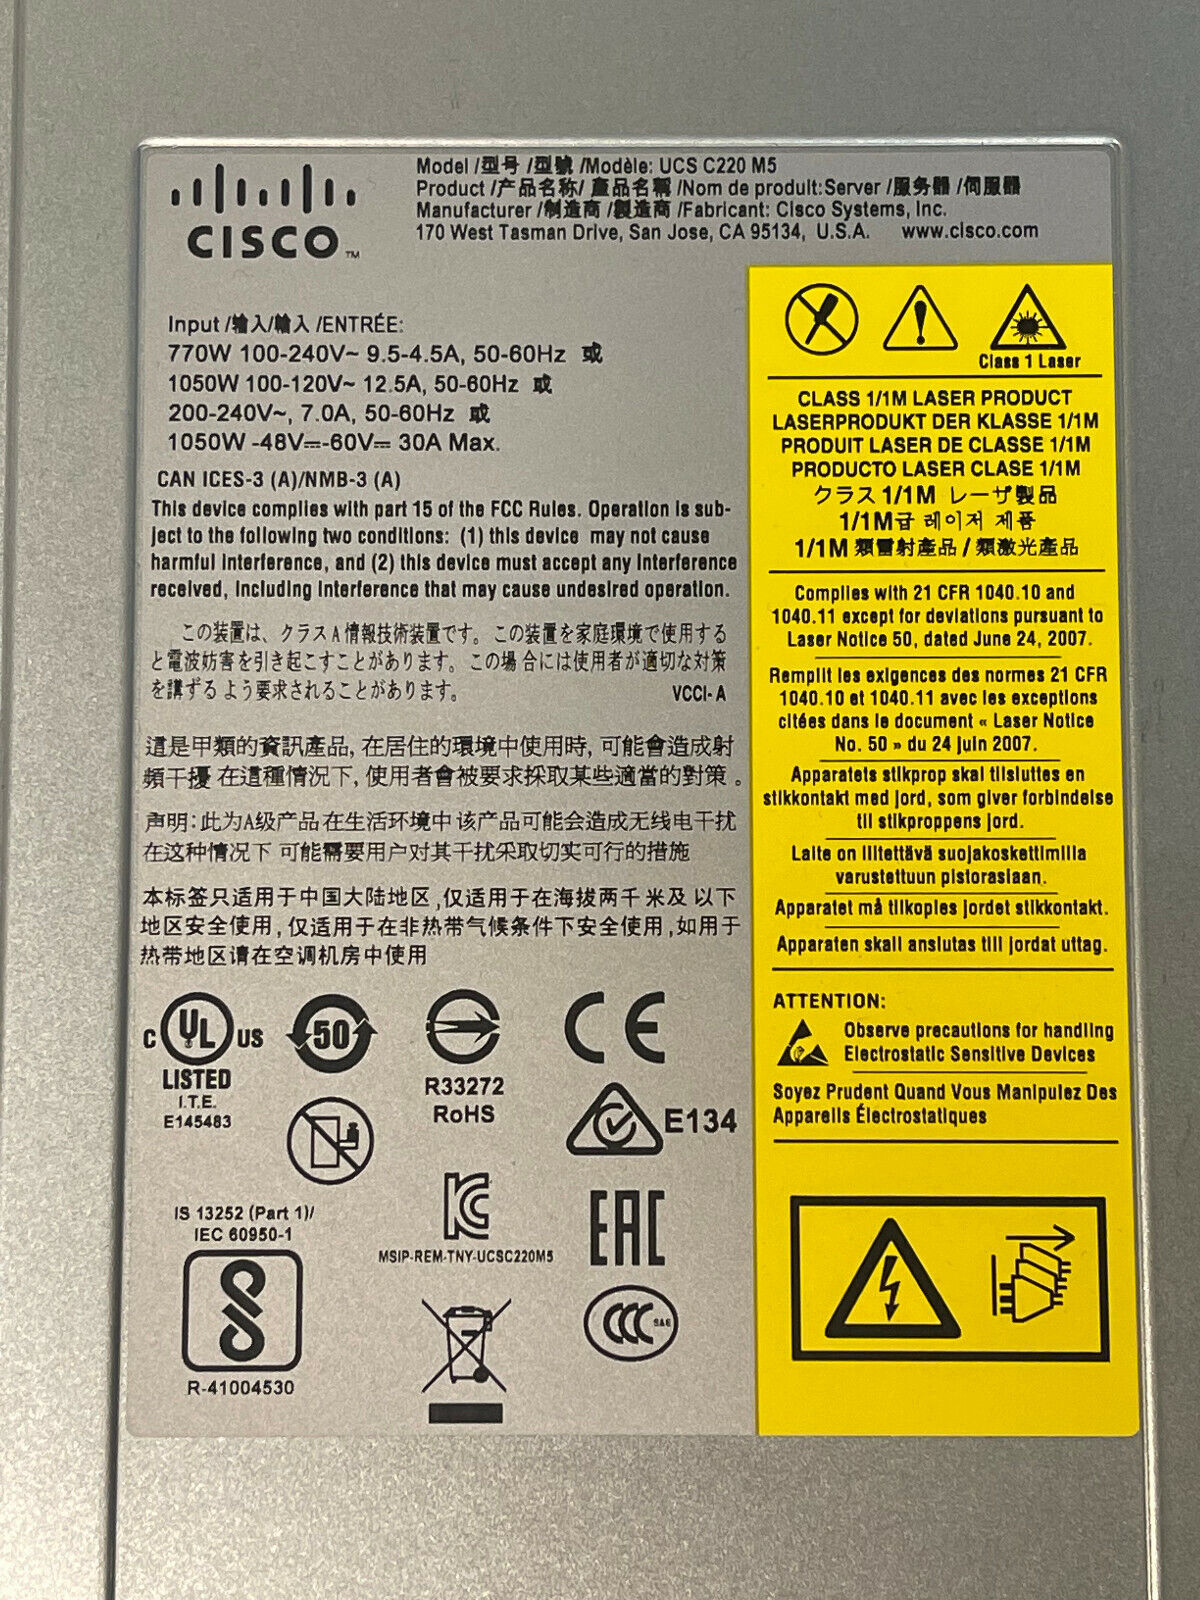 CISCO™
Model /型号 /型號 /Modèle: UCS C220 M5
Product /产品名称/ 產品名稱 /Nom de produit:Server /服务器 /伺服器
Manufacturer /制造商 /製造商 /Fabricant: Cisco Systems, Inc.
170 West Tasman Drive, San Jose, CA 95134, U.S.A. www.cisco.com
Input /输入/輸入 /ENTRÉE:
770W 100-240V~ 9.5-4.5A, 50-60Hz 或
1050W 100-120V~ 12.5A, 50-60Hz 或
200-240V~, 7.0A, 50-60Hz 或
1050W -48V⎓-60V⎓ 30A Max.
CAN ICES-3 (A)/NMB-3 (A)
This device complies with part 15 of the FCC Rules. Operation is sub-
ject to the following two conditions: (1) this device may not cause
harmful interference, and (2) this device must accept any interference
received, including interference that may cause undesired operation.
この装置は、クラスA情報技術装置です。この装置を家庭環境で使用する
と電波妨害を引き起こすことがあります。この場合には使用者が適切な対策
を講ずるよう要求されることがあります。 VCCI-A
這是甲類的資訊產品, 在居住的環境中使用時, 可能會造成射
頻干擾 在這種情況下, 使用者會被要求採取某些適當的對策。
声明:此为A级产品 在生活环境中 该产品可能会造成无线电干扰
在这种情况下 可能需要用户对其干扰采取切实可行的措施
本标签只适用于中国大陆地区,仅适用于在海拔两千米及以下
地区安全使用,仅适用于在非热带气候条件下安全使用,如用于
热带地区请在空调机房中使用
C UL US
LISTED
I.T.E.
E145483
50
R33272
RoHS
CE
E134
IS 13252 (Part 1)/
IEC 60950-1
R-41004530
KC
MSIP-REM-TNY-UCSC220M5
EAC
CCC S&E
Class 1 Laser
CLASS 1/1M LASER PRODUCT
LASERPRODUKT DER KLASSE 1/1M
PRODUIT LASER DE CLASSE 1/1M
PRODUCTO LASER CLASE 1/1M
クラス 1/1M レーザ製品
1/1M급 레이저 제품
1/1M 類雷射產品 / 類激光產品
Complies with 21 CFR 1040.10 and
1040.11 except for deviations pursuant to
Laser Notice 50, dated June 24, 2007.
Remplit les exigences des normes 21 CFR
1040.10 et 1040.11 avec les exceptions
citées dans le document « Laser Notice
No. 50 » du 24 juin 2007.
Apparatets stikprop skal tilsluttes en
stikkontakt med jord, som giver forbindelse
til stikproppens jord.
Laite on liitettävä suojakoskettimilla
varustettuun pistorasiaan.
Apparatet må tilkoples jordet stikkontakt.
Apparaten skall anslutas till jordat uttag.
ATTENTION:
Observe precautions for handling
Electrostatic Sensitive Devices
Soyez Prudent Quand Vous Manipulez Des
Appareils Électrostatiques